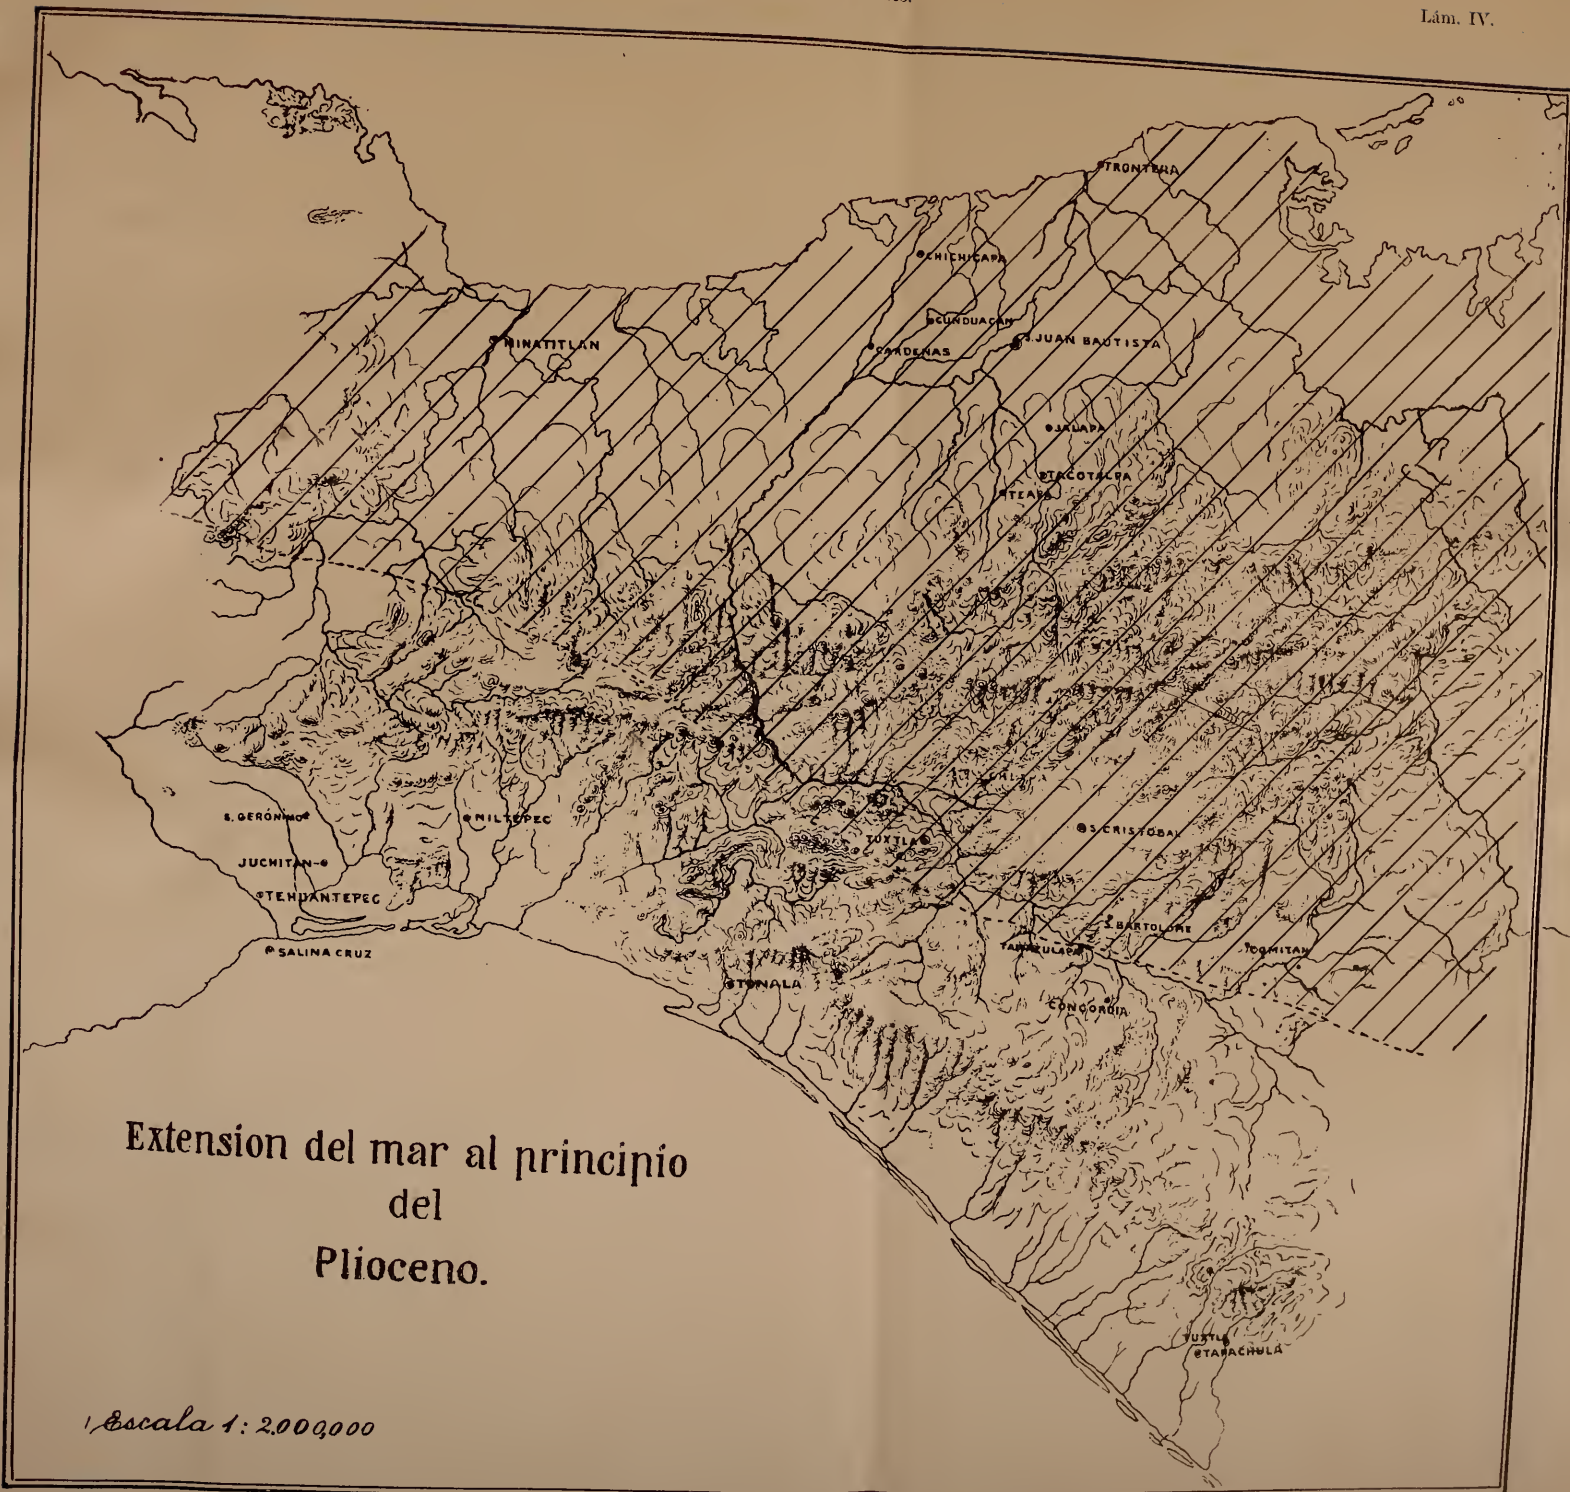 Lám. IV.
FRONTERA
CHICHICAPA
CUNDUACAN
S. JUAN BAUTISTA
CARDENAS
MINATITLAN
JALAPA
TACOTALPA
TEAPA
S. GERÓNIMO
NILTEPEC
JUCHITAN
TEHUANTEPEC
SALINA CRUZ
TUXTLA
S. CRISTOBAL
S. BARTOLOME
COMITAN
TONALA
CONCORDIA
Extension del mar al principio
del
Plioceno.
TUXTLA
TAPACHULA
Escala 1: 2.000,000